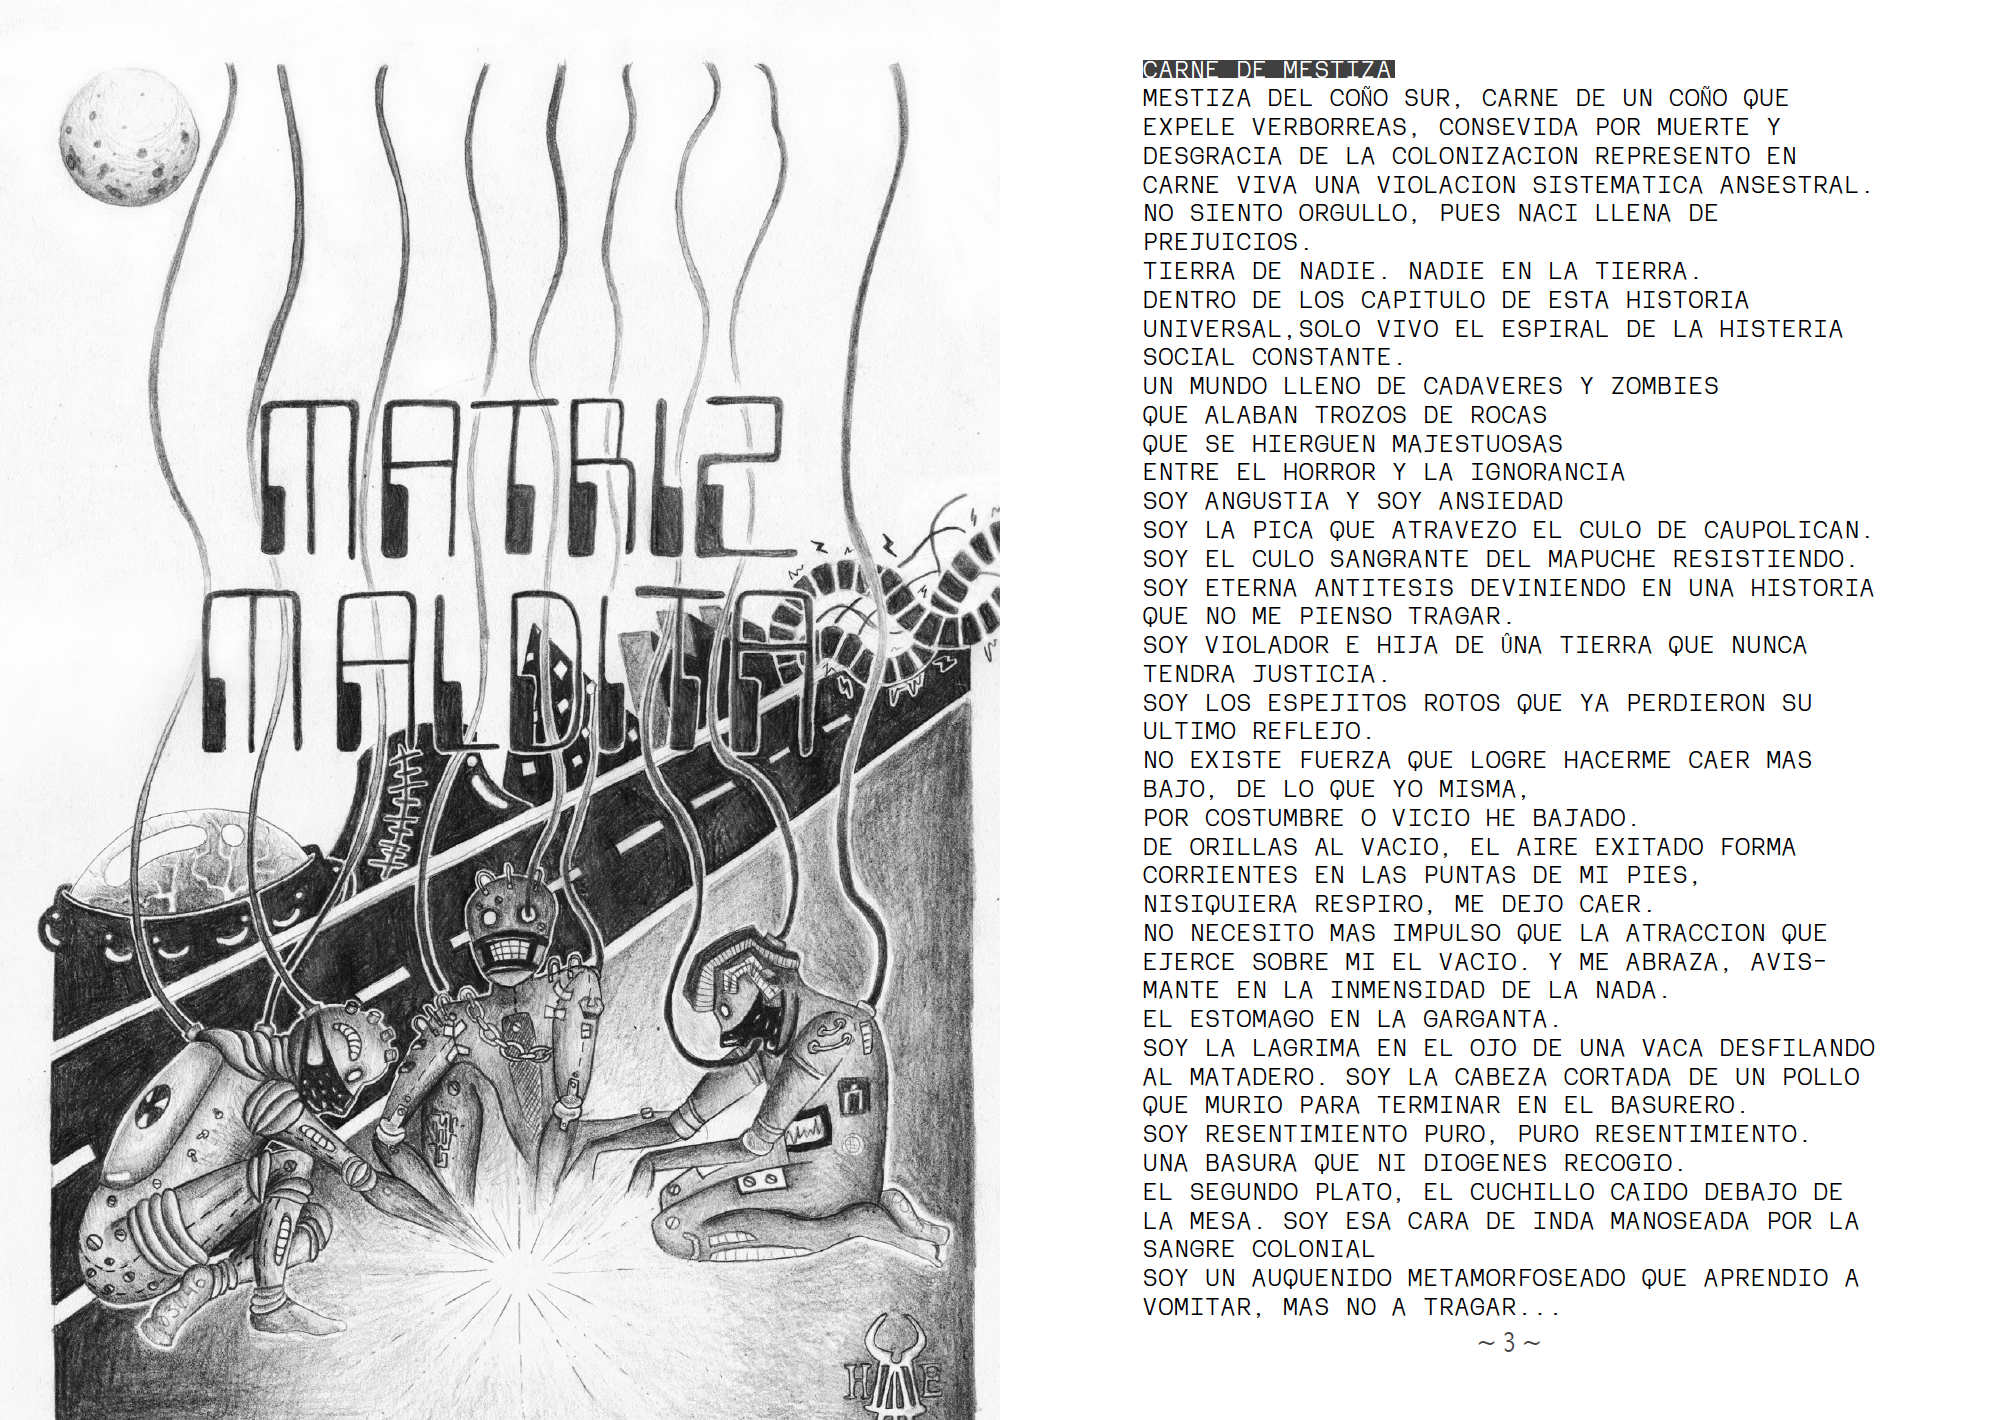 MATRIZ
MALDITA
H E
CARNE DE MESTIZA
MESTIZA DEL COÑO SUR, CARNE DE UN COÑO QUE
EXPELE VERBORREAS, CONSEVIDA POR MUERTE Y
DESGRACIA DE LA COLONIZACION REPRESENTO EN
CARNE VIVA UNA VIOLACION SISTEMATICA ANSESTRAL.
NO SIENTO ORGULLO, PUES NACI LLENA DE
PREJUICIOS.
TIERRA DE NADIE. NADIE EN LA TIERRA.
DENTRO DE LOS CAPITULO DE ESTA HISTORIA
UNIVERSAL,SOLO VIVO EL ESPIRAL DE LA HISTERIA
SOCIAL CONSTANTE.
UN MUNDO LLENO DE CADAVERES Y ZOMBIES
QUE ALABAN TROZOS DE ROCAS
QUE SE HIERGUEN MAJESTUOSAS
ENTRE EL HORROR Y LA IGNORANCIA
SOY ANGUSTIA Y SOY ANSIEDAD
SOY LA PICA QUE ATRAVEZO EL CULO DE CAUPOLICAN.
SOY EL CULO SANGRANTE DEL MAPUCHE RESISTIENDO.
SOY ETERNA ANTITESIS DEVINIENDO EN UNA HISTORIA
QUE NO ME PIENSO TRAGAR.
SOY VIOLADOR E HIJA DE ÛNA TIERRA QUE NUNCA
TENDRA JUSTICIA.
SOY LOS ESPEJITOS ROTOS QUE YA PERDIERON SU
ULTIMO REFLEJO.
NO EXISTE FUERZA QUE LOGRE HACERME CAER MAS
BAJO, DE LO QUE YO MISMA,
POR COSTUMBRE O VICIO HE BAJADO.
DE ORILLAS AL VACIO, EL AIRE EXITADO FORMA
CORRIENTES EN LAS PUNTAS DE MI PIES,
NISIQUIERA RESPIRO, ME DEJO CAER.
NO NECESITO MAS IMPULSO QUE LA ATRACCION QUE
EJERCE SOBRE MI EL VACIO. Y ME ABRAZA, AVIS-
MANTE EN LA INMENSIDAD DE LA NADA.
EL ESTOMAGO EN LA GARGANTA.
SOY LA LAGRIMA EN EL OJO DE UNA VACA DESFILANDO
AL MATADERO. SOY LA CABEZA CORTADA DE UN POLLO
QUE MURIO PARA TERMINAR EN EL BASURERO.
SOY RESENTIMIENTO PURO, PURO RESENTIMIENTO.
UNA BASURA QUE NI DIOGENES RECOGIO.
EL SEGUNDO PLATO, EL CUCHILLO CAIDO DEBAJO DE
LA MESA. SOY ESA CARA DE INDA MANOSEADA POR LA
SANGRE COLONIAL
SOY UN AUQUENIDO METAMORFOSEADO QUE APRENDIO A
VOMITAR, MAS NO A TRAGAR...
~ 3 ~